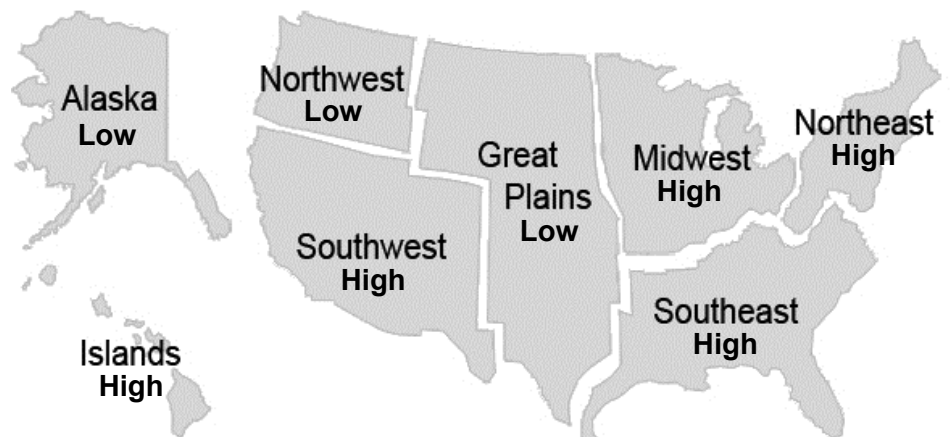 Alaska
Low
Northwest
Low
Great
Plains
Low
Midwest
High
Northeast
High
Southwest
High
Southeast
High
Islands
High